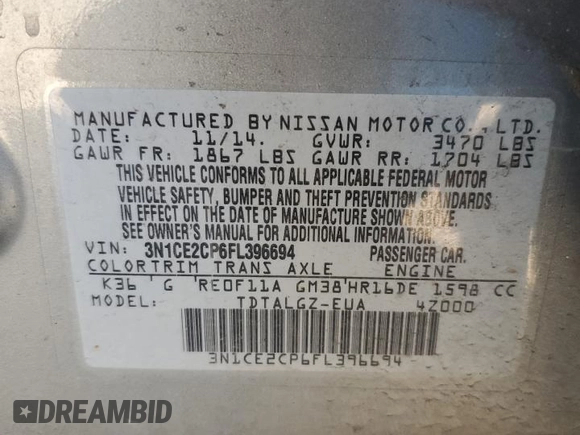 MANUFACTURED BY NISSAN MOTOR CO., LTD.
DATE: 11/14. GVWR: 3470 LBS
GAWR FR: 1867 LBS GAWR RR: 1704 LBS
THIS VEHICLE CONFORMS TO ALL APPLICABLE FEDERAL MOTOR
VEHICLE SAFETY, BUMPER AND THEFT PREVENTION STANDARDS
IN EFFECT ON THE DATE OF MANUFACTURE SHOWN ABOVE.
SEE OWNER'S MANUAL FOR ADDITIONAL INFORMATION.
VIN: 3N1CE2CP6FL396694 PASSENGER CAR.
COLORTRIM TRANS AXLE ENGINE
K36 ' G 'RE0F11A GM38'HR16DE 1598 CC
MODEL: TDTALGZ-EUA 4Z000
3N1CE2CP6FL396694
DREAMBID